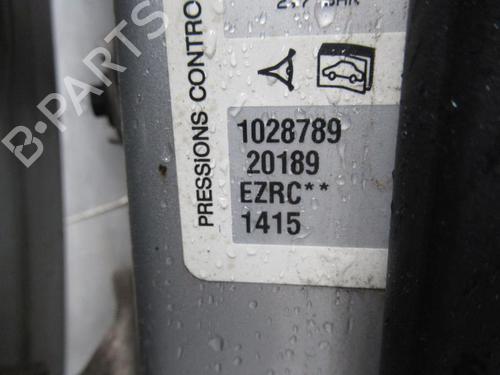 PRESSIONS CONTRO
1028789
20189
EZRC**
1415
B-PARTS